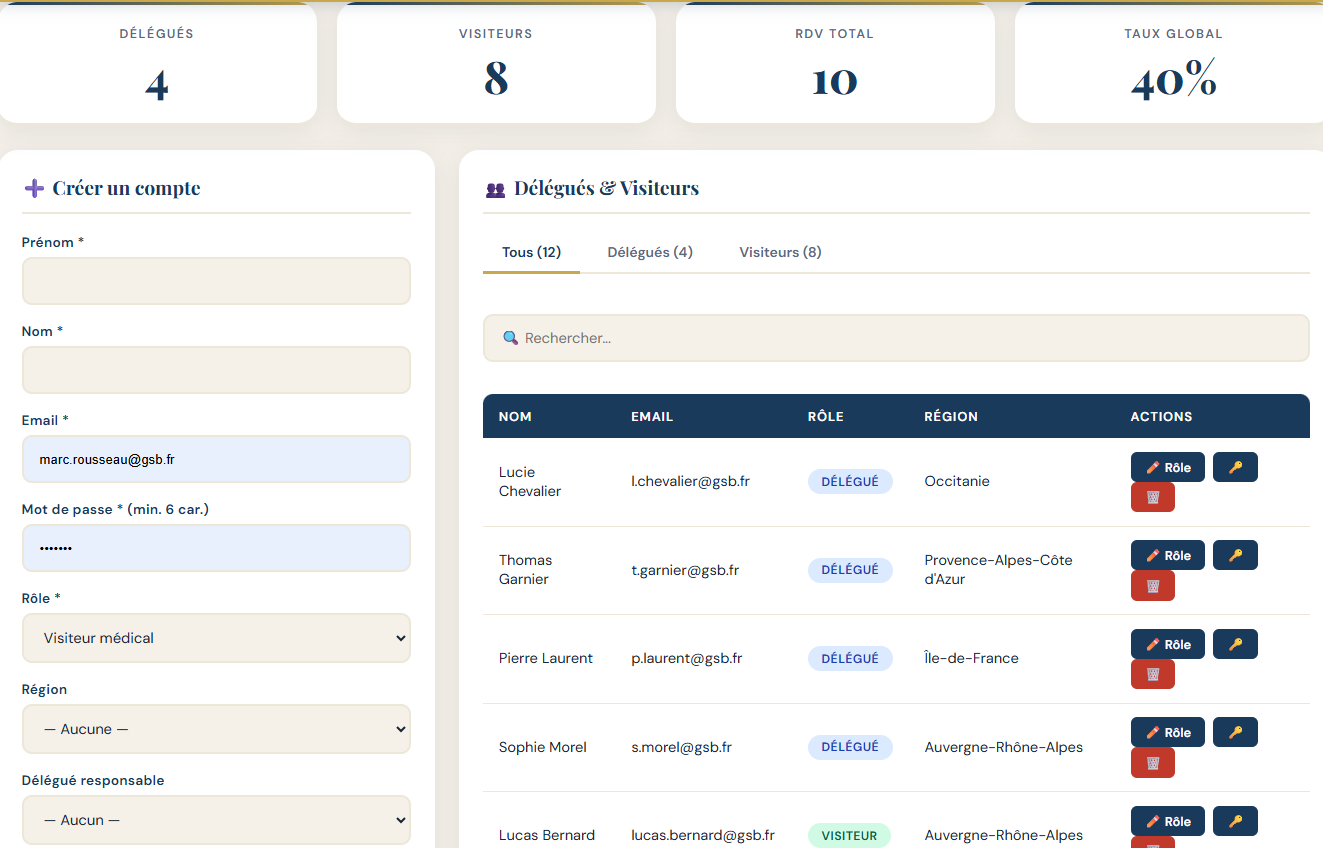 DÉLÉGUÉS
4
VISITEURS
8
RDV TOTAL
10
TAUX GLOBAL
40%
Créer un compte
Prénom *
Nom *
Email *
marc.rousseau@gsb.fr
Mot de passe * (min. 6 car.)
•••••••
Rôle *
Visiteur médical
Région
— Aucune —
Délégué responsable
— Aucun —
Délégués & Visiteurs
Tous (12) Délégués (4) Visiteurs (8)
Rechercher...
NOM EMAIL RÔLE RÉGION ACTIONS
Lucie
Chevalier
l.chevalier@gsb.fr DÉLÉGUÉ Occitanie Rôle
Thomas
Garnier
t.garnier@gsb.fr DÉLÉGUÉ
Provence-Alpes-Côte
d'Azur
Rôle
Pierre Laurent p.laurent@gsb.fr DÉLÉGUÉ Île-de-France Rôle
Sophie Morel s.morel@gsb.fr DÉLÉGUÉ Auvergne-Rhône-Alpes Rôle
Lucas Bernard lucas.bernard@gsb.fr VISITEUR Auvergne-Rhône-Alpes Rôle